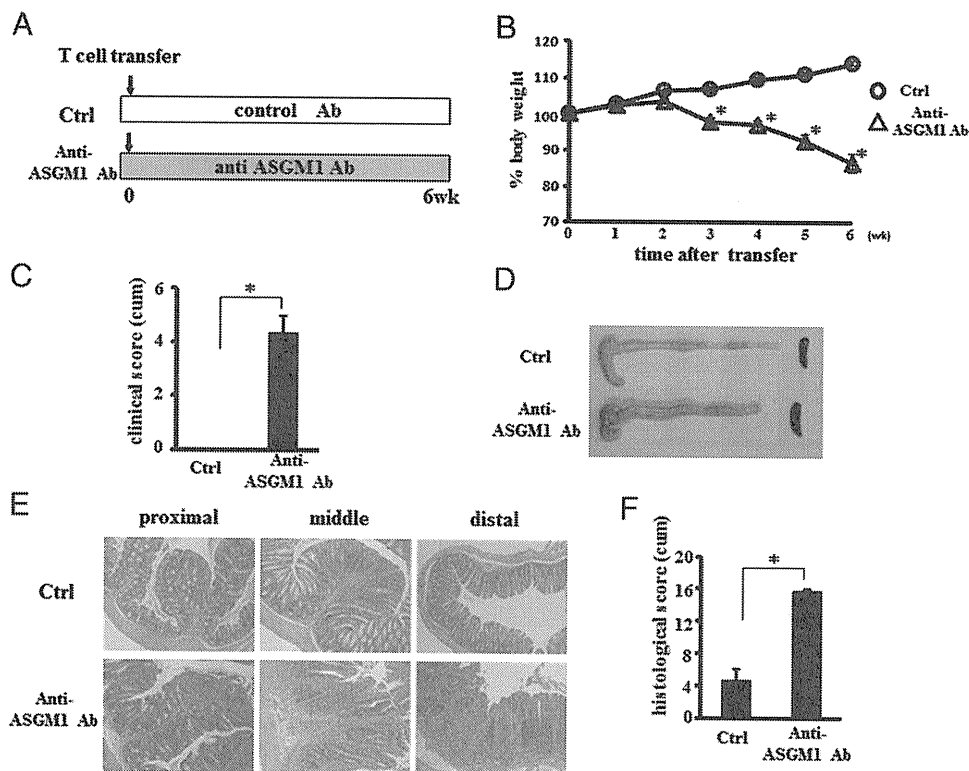 A
T cell transfer
Ctrl
control Ab
Anti-
ASGM1 Ab
anti ASGM1 Ab
0
6wk
B
% body weight
120
110
100
90
80
70
0 1 2 3 4 5 6 (wk)
time after transfer
Ctrl
Anti-
ASGM1 Ab
* * * *
C
clinical score (cum)
6
4
2
0
*
Ctrl
Anti-
ASGM1 Ab
D
Ctrl
Anti-
ASGM1 Ab
E
proximal middle distal
Ctrl
Anti-
ASGM1 Ab
F
histological score (cum)
20
16
12
8
4
0
*
Ctrl
Anti-
ASGM1 Ab